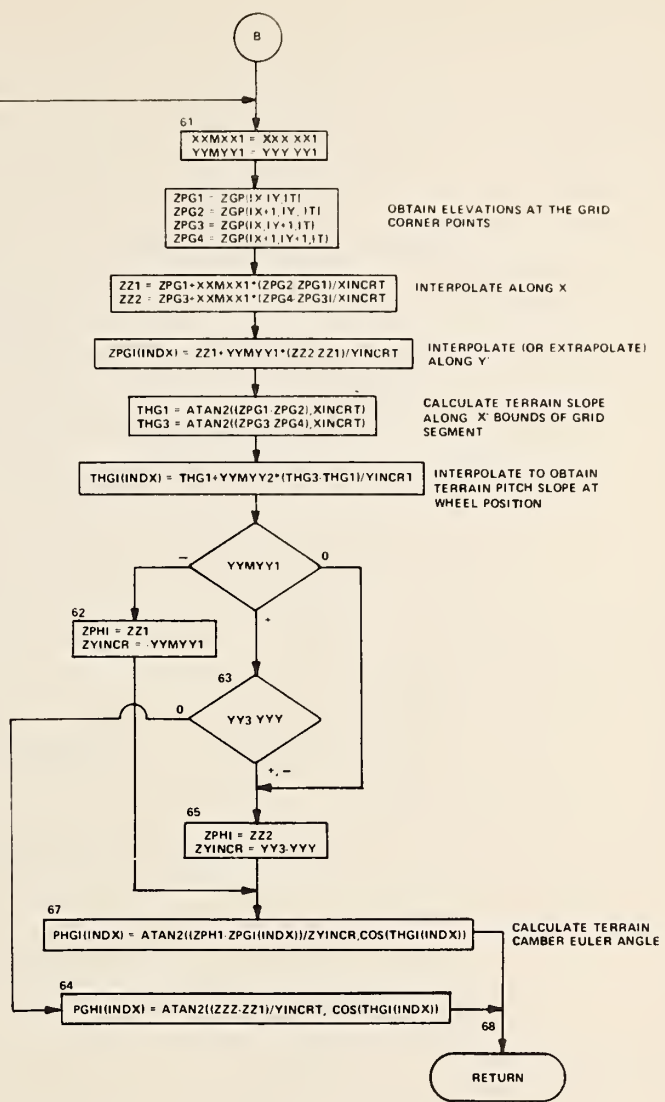 B
61
XXMXX1 = XXX XX1
YYMYY1 = YYY YY1
ZPG1 = ZGP(IX IY,IT)
ZPG2 = ZGP(IX+1,IY, IT)
ZPG3 = ZGP(IX,IY+1,IT)
ZPG4 = ZGP(IX+1,IY+1,IT)
OBTAIN ELEVATIONS AT THE GRID
CORNER POINTS
ZZ1 = ZPG1+XXMXX1*(ZPG2 ZPG1)/XINCRT
ZZ2 = ZPG3+XXMXX1*(ZPG4-ZPG3)/XINCRT
INTERPOLATE ALONG X
ZPGI(INDX) = ZZ1+YYMYY1*(ZZ2 ZZ1)/YINCRT
INTERPOLATE (OR EXTRAPOLATE)
ALONG Y'
THG1 = ATAN2((ZPG1-ZPG2),XINCRT)
THG3 = ATAN2((ZPG3 ZPG4),XINCRT)
CALCULATE TERRAIN SLOPE
ALONG X' BOUNDS OF GRID
SEGMENT
THGI(INDX) = THG1+YYMYY2*(THG3-THG1)/YINCRT
INTERPOLATE TO OBTAIN
TERRAIN PITCH SLOPE AT
WHEEL POSITION
–
YYMYY1
0
+
62
ZPHI = ZZ1
ZYINCR = -YYMYY1
63
0
YY3 YYY
+, –
65
ZPHI = ZZ2
ZYINCR = YY3-YYY
67
PHGI(INDX) = ATAN2((ZPH1-ZPGI(INDX))/ZYINCR,COS(THGI(INDX))
CALCULATE TERRAIN
CAMBER EULER ANGLE
64
PGHI(INDX) = ATAN2((ZZZ-ZZ1)/YINCRT, COS(THGI(INDX))
68
RETURN